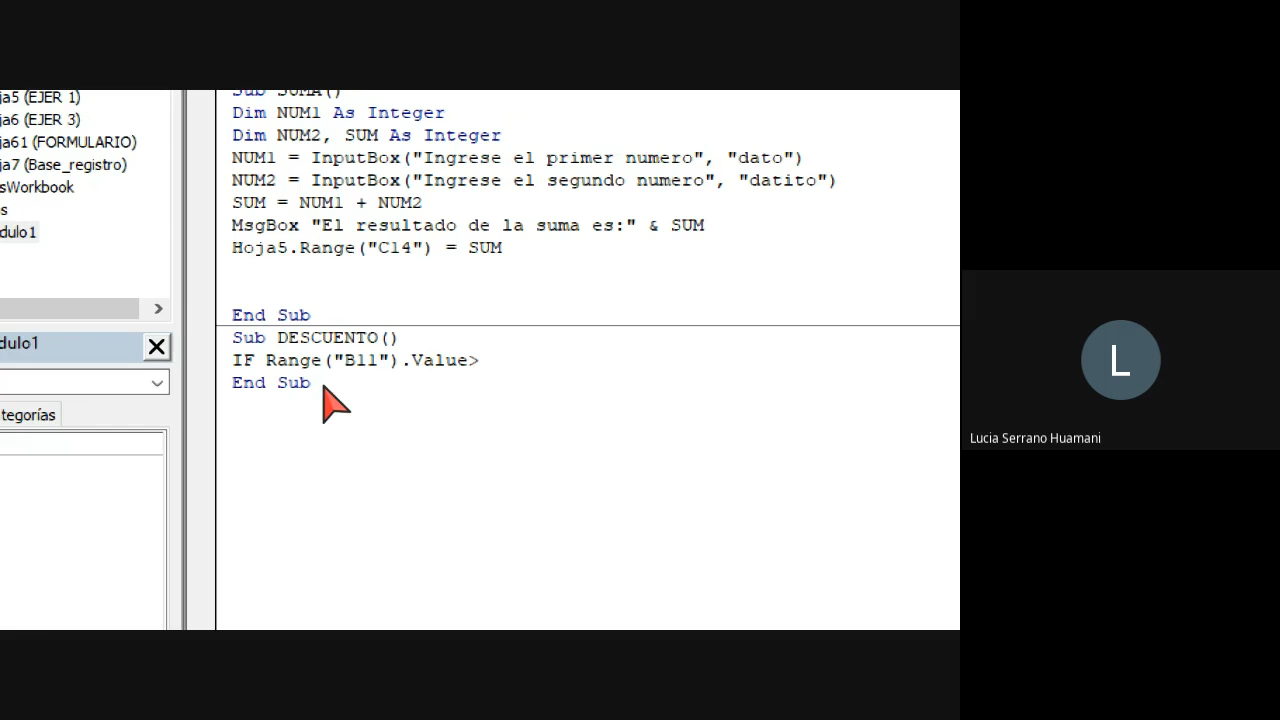 ja5 (EJER 1)
ja6 (EJER 3)
ja61 (FORMULARIO)
ja7 (Base_registro)
sWorkbook
s
dulo1
dulo1
tegorías
Sub SUMA()
Dim NUM1 As Integer
Dim NUM2, SUM As Integer
NUM1 = InputBox("Ingrese el primer numero", "dato")
NUM2 = InputBox("Ingrese el segundo numero", "datito")
SUM = NUM1 + NUM2
MsgBox "El resultado de la suma es:" & SUM
Hoja5.Range("C14") = SUM
End Sub
Sub DESCUENTO()
IF Range("B11").Value>
End Sub
L
Lucia Serrano Huamani